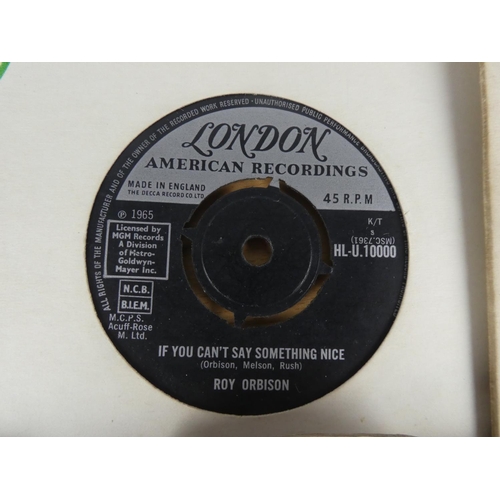 ALL RIGHTS OF THE MANUFACTURER AND OF THE OWNER OF THE RECORDED WORK RESERVED - UNAUTHORISED PUBLIC PERFORMANCE
LONDON
AMERICAN RECORDINGS
MADE IN ENGLAND
THE DECCA RECORD CO LTD
45 R.P.M
℗ 1965
K/T
Licensed by
MGM Records
A Division
of Metro-
Goldwyn-
Mayer Inc.
s
(MSC.7361)
HL-U.10000
N.C.B.
B.I.E.M.
M.C.P.S.
Acuff-Rose
M. Ltd.
IF YOU CAN'T SAY SOMETHING NICE
(Orbison, Melson, Rush)
ROY ORBISON